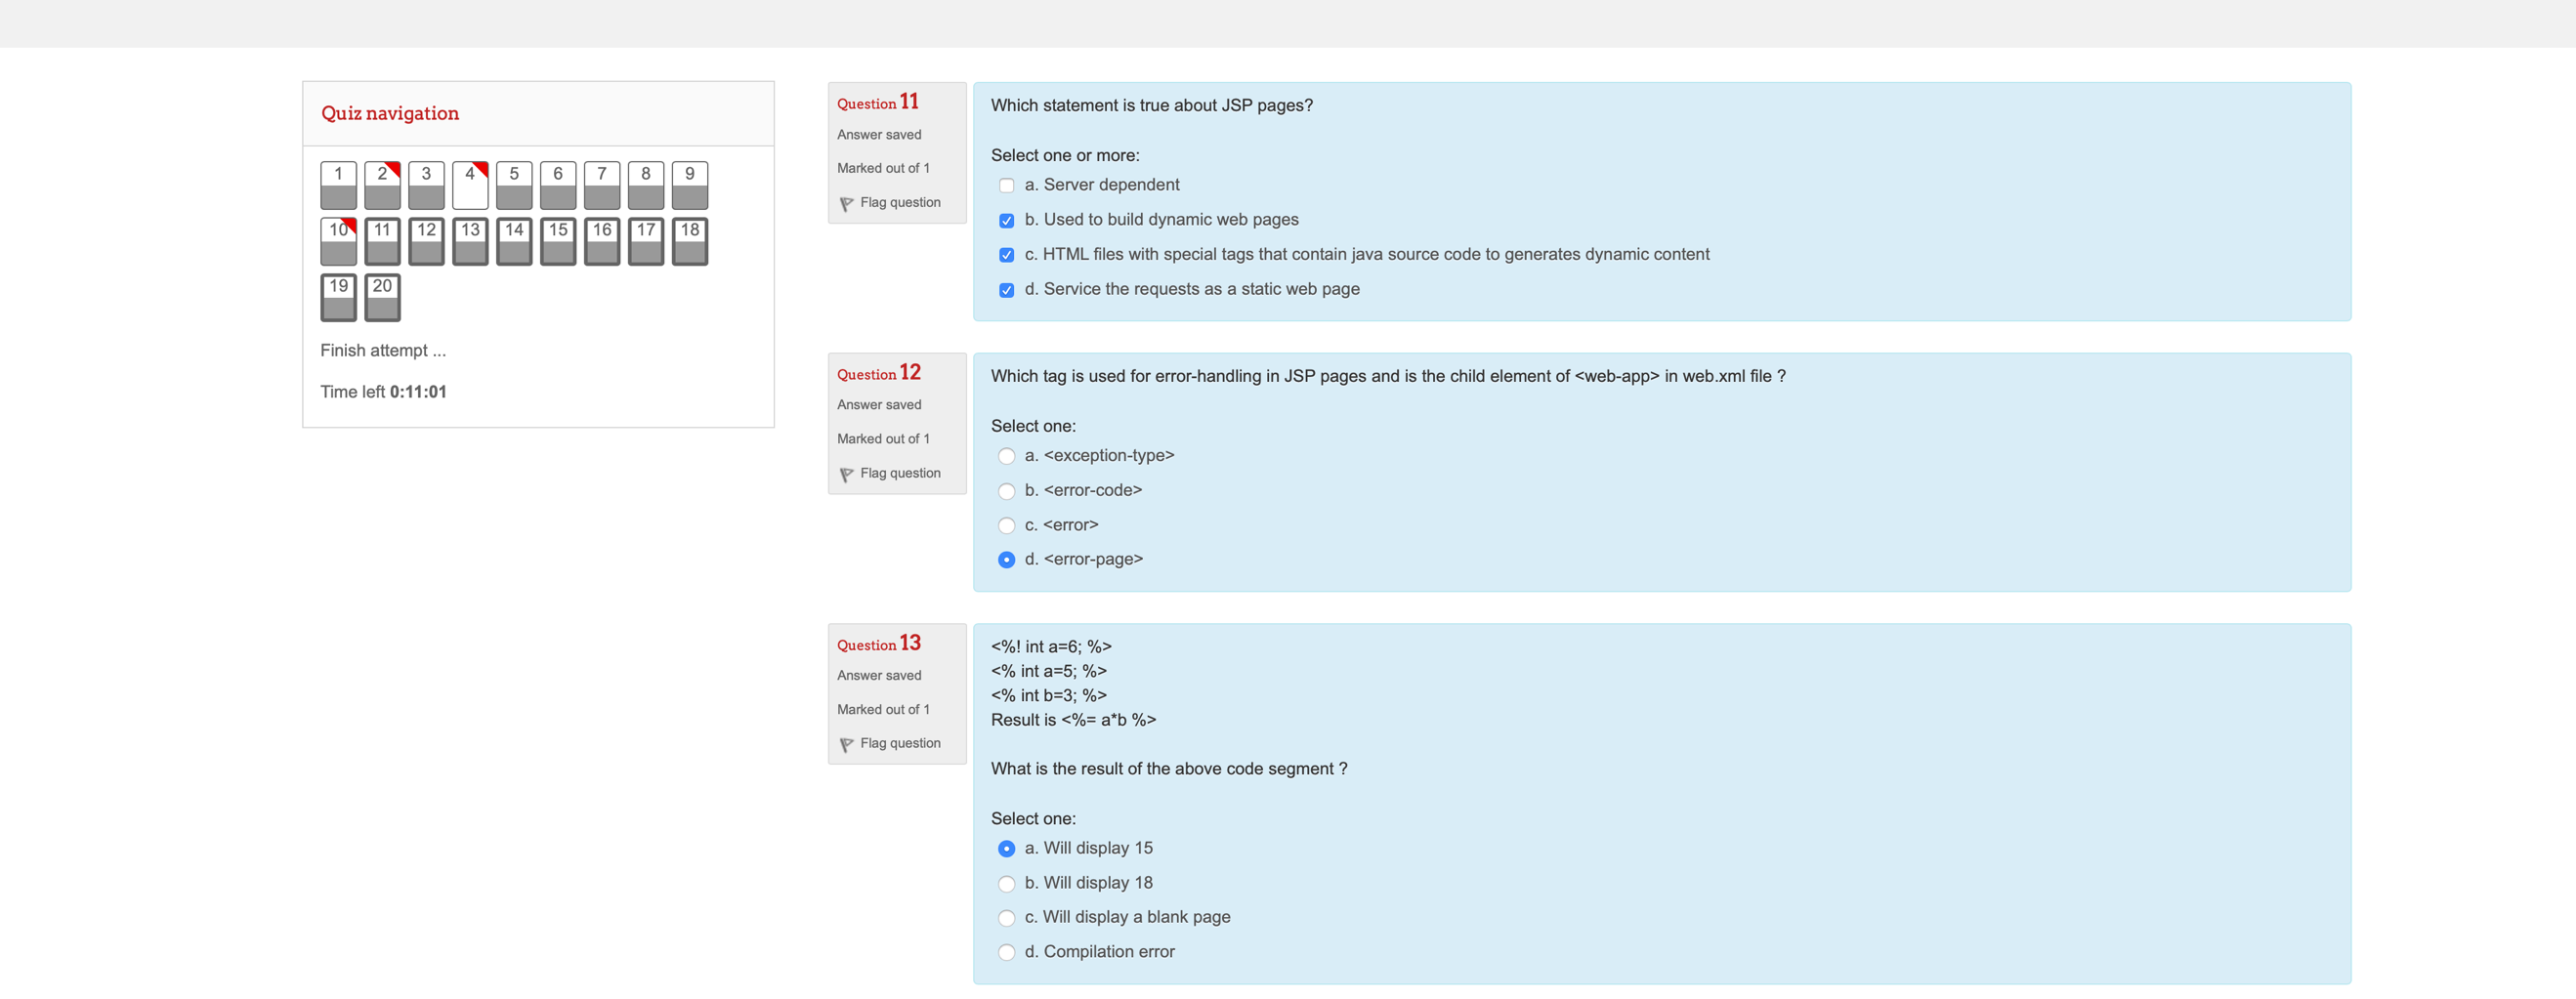 Quiz navigation
1 2 3 4 5 6 7 8 9
10 11 12 13 14 15 16 17 18
19 20
Finish attempt ...
Time left 0:11:01
Question 11
Answer saved
Marked out of 1
Flag question
Which statement is true about JSP pages?
Select one or more:
a. Server dependent
b. Used to build dynamic web pages
c. HTML files with special tags that contain java source code to generates dynamic content
d. Service the requests as a static web page
Question 12
Answer saved
Marked out of 1
Flag question
Which tag is used for error-handling in JSP pages and is the child element of <web-app> in web.xml file ?
Select one:
a. <exception-type>
b. <error-code>
c. <error>
d. <error-page>
Question 13
Answer saved
Marked out of 1
Flag question
<%! int a=6; %>
<% int a=5; %>
<% int b=3; %>
Result is <%= a*b %>
What is the result of the above code segment ?
Select one:
a. Will display 15
b. Will display 18
c. Will display a blank page
d. Compilation error